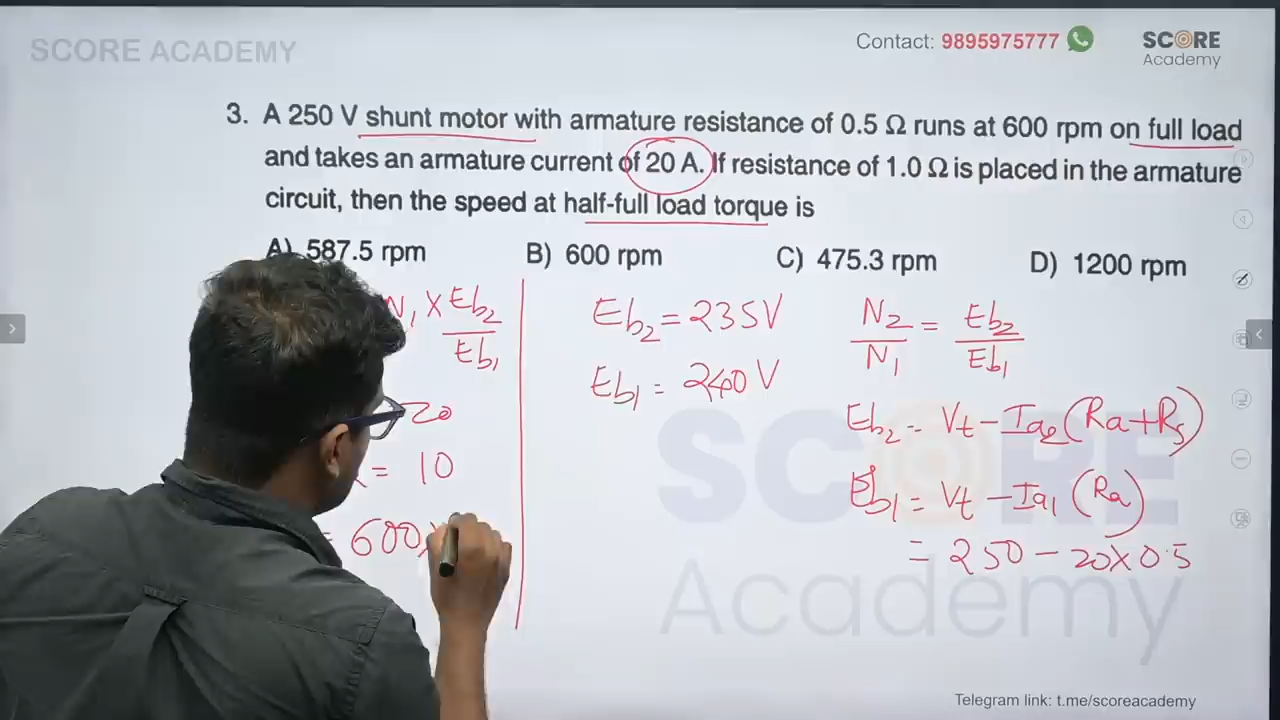 SCORE ACADEMY
Contact: 9895975777
SCORE
Academy
3. A 250 V shunt motor with armature resistance of 0.5 Ω runs at 600 rpm on full load
and takes an armature current of 20 A. If resistance of 1.0 Ω is placed in the armature
circuit, then the speed at half-full load torque is
A) 587.5 rpm B) 600 rpm C) 475.3 rpm D) 1200 rpm
N₁ × Eb₂/Eb₁
20
= 10
= 600
Eb₂ = 235V
Eb₁ = 240 V
N₂/N₁ = Eb₂/Eb₁
Eb₂ = Vt - Ia₂ (Ra+Rs)
Eb₁ = Vt - Ia₁ (Ra)
= 250 - 20×0.5
SCORE
Academy
Telegram link: t.me/scoreacademy